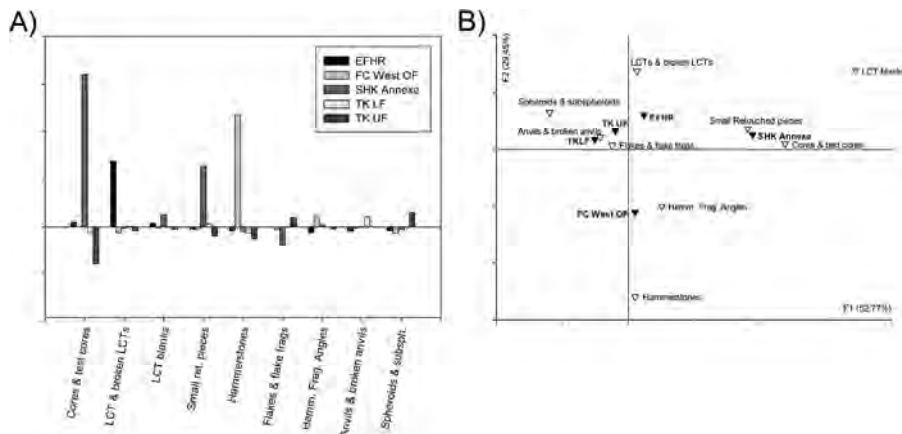 A)
EFHR
FC West OF
SHK Annexe
TK LF
TK UF
Cores & test cores
LCT & broken LCTs
LCT blanks
Small ret. pieces
Hammerstones
Flakes & flake frags
Hamm. Frag. Angles
Anvils & broken anvils
Spheroids & subsph.
B)
F2 (29,45%)
LCTs & broken LCTs
LCT blanks
Spheroids & subspheroids
EFHR
TK UF
Small Retouched pieces
Anvils & broken anvils
SHK Annexe
TKLF
Flakes & flake frags
Cores & test cores
Hamm. Frag. Angles
FC West OF
Hammerstones
F1 (52,77%)